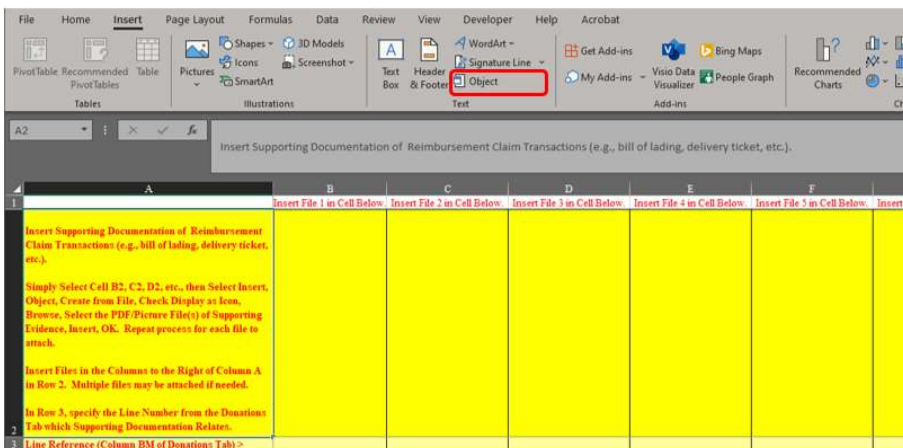 File Home Insert Page Layout Formulas Data Review View Developer Help Acrobat
PivotTable Recommended PivotTables Table
Tables
Pictures
Shapes
Icons
SmartArt
3D Models
Screenshot
Illustrations
Text Box
Header & Footer
WordArt
Signature Line
Object
Text
Get Add-ins
My Add-ins
Visio Data Visualizer
Bing Maps
People Graph
Add-ins
Recommended Charts
A2
fx
Insert Supporting Documentation of Reimbursement Claim Transactions (e.g., bill of lading, delivery ticket, etc.).
A B C D E F
1 Insert File 1 in Cell Below. Insert File 2 in Cell Below. Insert File 3 in Cell Below. Insert File 4 in Cell Below. Insert File 5 in Cell Below. Insert
Insert Supporting Documentation of Reimbursement
Claim Transactions (e.g., bill of lading, delivery ticket,
etc.).
Simply Select Cell B2, C2, D2, etc., then Select Insert,
Object, Create from File, Check Display as Icon,
Browse, Select the PDF/Picture File(s) of Supporting
Evidence, Insert, OK. Repeat process for each file to
attach.
Insert Files in the Columns to the Right of Column A
in Row 2. Multiple files may be attached if needed.
In Row 3, specify the Line Number from the Donations
2 Tab which Supporting Documentation Relates.
3 Line Reference (Column BM of Donations Tab) >